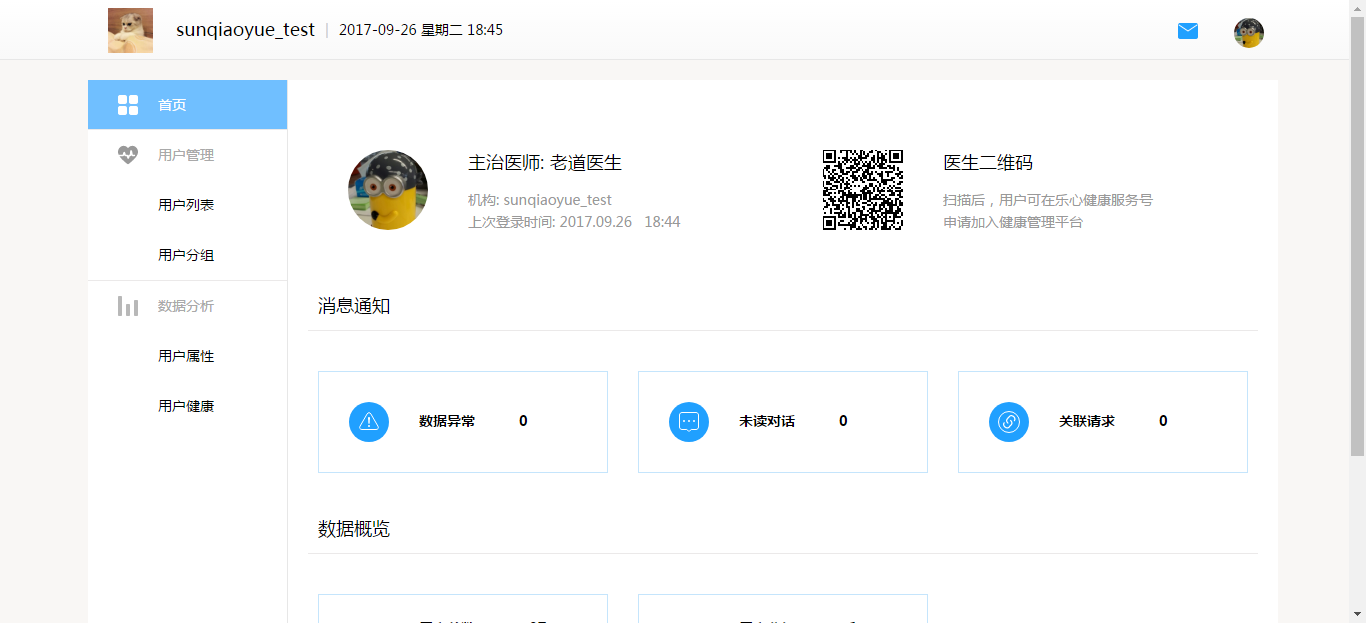 sunqiaoyue_test | 2017-09-26 星期二 18:45
首页
用户管理
用户列表
用户分组
数据分析
用户属性
用户健康
主治医师: 老道医生
机构: sunqiaoyue_test
上次登录时间: 2017.09.26 18:44
医生二维码
扫描后，用户可在乐心健康服务号
申请加入健康管理平台
消息通知
数据异常 0
未读对话 0
关联请求 0
数据概览